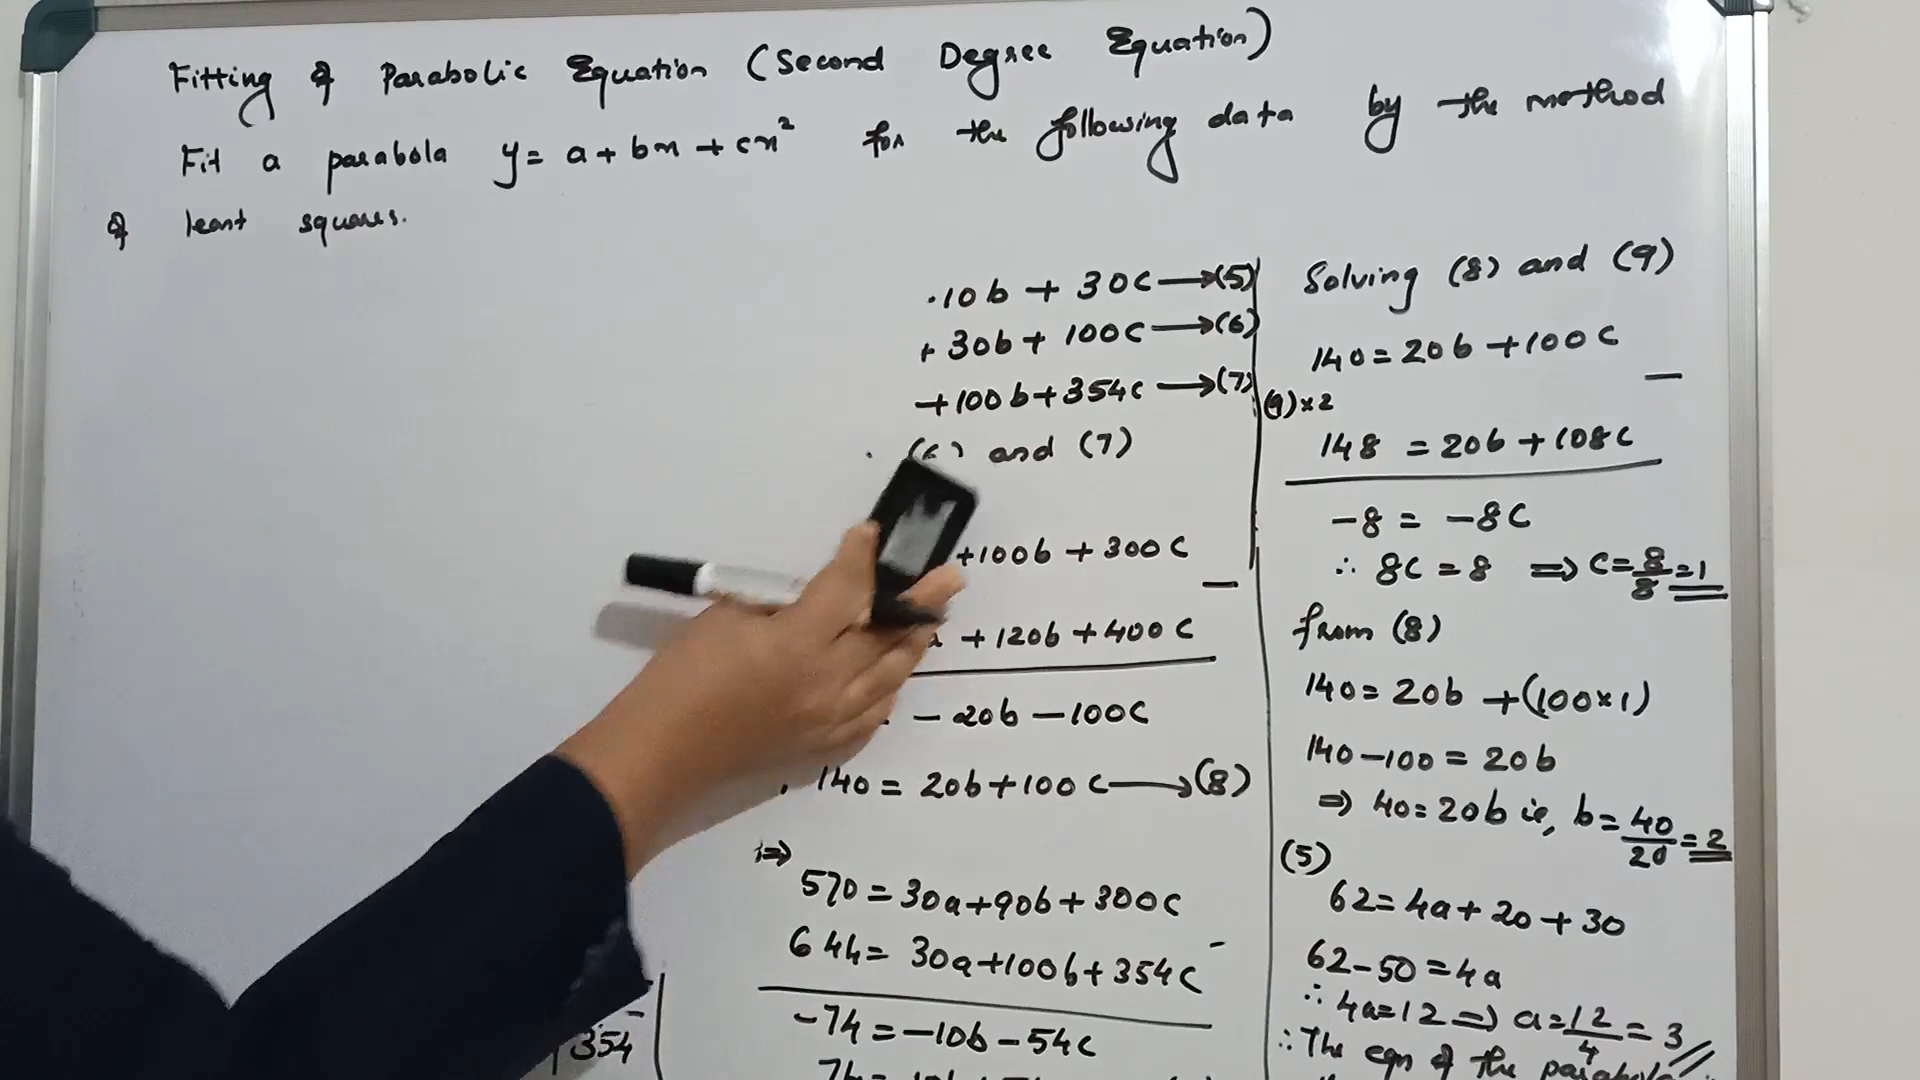 Fitting of Parabolic Equation (Second Degree Equation)
Fit a parabola y = a + bx + cx² for the following data by the method
of least squares.
10b + 30c ⟶(5)
+ 30b + 100c ⟶(6)
+100b+354c ⟶(7)
(6) and (7)
+100b + 300c
—
+120b + 400c
- 20b - 100c
140 = 20b+100c ⟶(8)
⇒
570 = 30a+90b+300c
644 = 30a+100b+354c -
-74 = -10b - 54c
354
Solving (8) and (9)
140 = 20b + 100c
—
(9)×2
148 = 20b + 108c
-8 = -8c
∴ 8c = 8 ⇒ c = 8/8 = 1
from (8)
140 = 20b + (100×1)
140-100 = 20b
⇒ 40 = 20b ie, b = 40/20 = 2
(5)
62 = 4a + 20 + 30
62-50 = 4a
∴ 4a = 12 ⇒ a = 12/4 = 3
∴ The eqn of the parabola